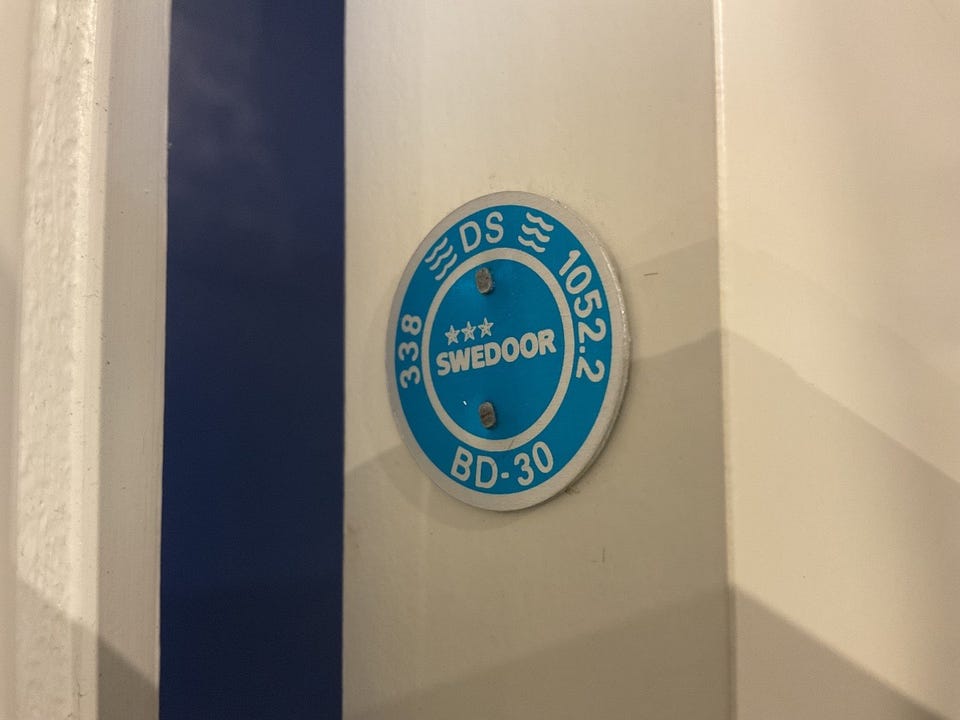 DS
1052.2
338
SWEDOOR
BD-30